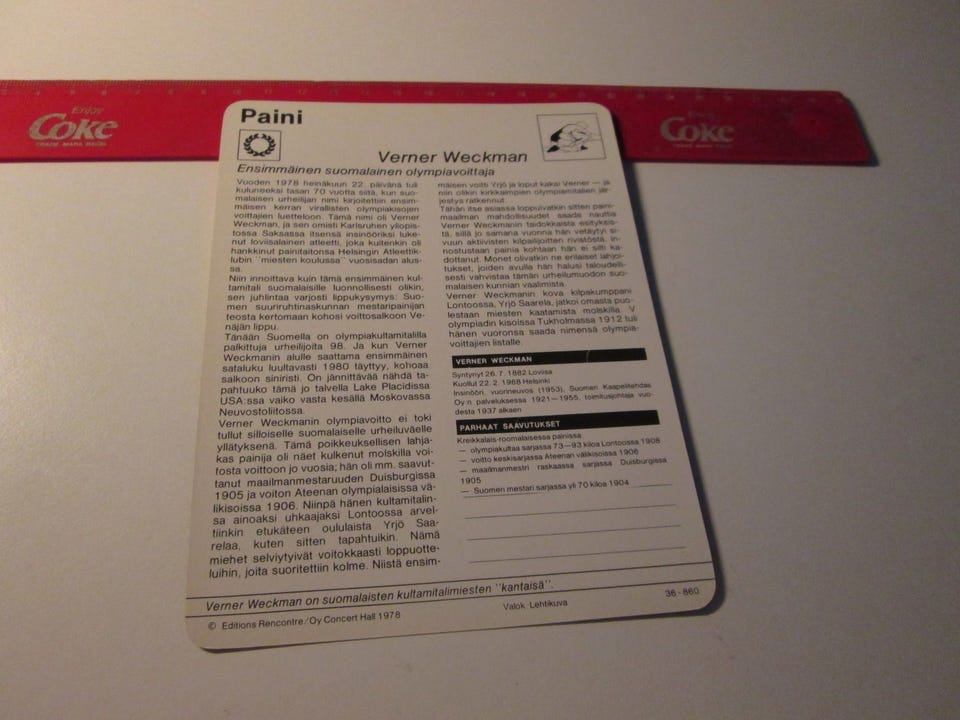 Enjoy
Coke
TRADE MARK REGD
Enjoy
Coke
Paini
Verner Weckman
Ensimmäinen suomalainen olympiavoittaja
Vuoden 1978 heinäkuun 22. päivänä tuli
kuluneeksi tasan 70 vuotta siitä, kun suo-
malaisen urheilijan nimi kirjoitettiin ensim-
mäisen kerran virallisten olympiakisojen
voittajien luetteloon. Tämä nimi oli Verner
Weckman, ja sen omisti Karlsruhen yliopis-
tossa Saksassa itsensä insinööriksi luke-
nut loviisalainen atleetti, joka kuitenkin oli
hankkinut painitaitonsa Helsingin Atleetik-
lubin "miesten koulussa" vuosisadan alus-
sa.
Niin innoittava kuin tämä ensimmäinen kul-
tamitali suomalaisille luonnollisesti olikin,
sen juhlintaa varjosti lippukysymys: Suo-
men suuriruhtinaskunnan mestaripainijan
teosta kertomaan kohosi voittosalkoon Ve-
näjän lippu.
Tänään Suomella on olympiakultamitalilla
palkittuja urheilijoita 98. Ja kun Verner
Weckmanin alulle saattama ensimmäinen
sataluku luultavasti 1980 täyttyy, kohoaa
salkoon siniristi. On jännittävää nähdä ta-
pahtuuko tämä jo talvella Lake Placidissa
USA:ssa vaiko vasta kesällä Moskovassa
Neuvostoliitossa.
Verner Weckmanin olympiavoitto ei toki
tullut silloiselle suomalaiselle urheiluväelle
yllätyksenä. Tämä poikkeuksellisen lahja-
kas painija oli näet kulkenut molskilla voi-
tosta voittoon jo vuosia; hän oli mm. saavut-
tanut maailmanmestaruuden Duisburgissa
1905 ja voiton Ateenan olympialaisissa vä-
likisoissa 1906. Niinpä hänen kultamitalin-
sa ainoaksi uhkaajaksi Lontoossa arvel-
tiinkin etukäteen oululaista Yrjö Saa-
relaa, kuten sitten tapahtuikin. Nämä
miehet selviytyivät voitokkaasti loppuotte-
luihin, joita suoritettiin kolme. Niistä ensim-
mäisen voitti Yrjö ja loput kaksi Verner — ja
niin olikin kirkkaimpien olympiamitalien jär-
jestys ratkennut.
Tähän itse asiassa loppuivatkin sitten paini-
maailman mahdollisuudet saada nauttia
Verner Weckmanin taidokkaista esityksis-
tä, sillä jo samana vuonna hän vetäytyi si-
vuun aktiivisten kilpailijoitten rivistöstä. In-
nostustaan painia kohtaan hän ei silti ka-
dottanut. Monet olivatkin ne erilaiset lahjoi-
tukset, joiden avulla hän halusi taloudelli-
sesti vahvistaa tämän urheilumuodon suo-
malaisen kunnian vaalimista.
Verner Weckmanin kova kilpakumppani
Lontoossa, Yrjö Saarela, jatkoi omasta puo-
lestaan miesten kaatamista molskilla. V
olympiadin kisoissa Tukholmassa 1912 tuli
hänen vuoronsa saada nimensä olympia-
voittajien listalle.
VERNER WECKMAN
Syntynyt 26. 7. 1882 Loviisa
Kuollut 22. 2. 1968 Helsinki
Insinööri, vuorineuvos (1953), Suomen Kaapelitehdas
Oy:n palveluksessa 1921—1955, toimitusjohtaja vuo-
desta 1937 alkaen
PARHAAT SAAVUTUKSET
Kreikkalais-roomalaisessa painissa
— olympiakultaa sarjassa 73—93 kiloa Lontoossa 1908
— voitto keskisarjassa Ateenan välikisoissa 1906
— maailmanmestri raskaassa sarjassa Duisburgissa
1905
— Suomen mestari sarjassa yli 70 kiloa 1904
Verner Weckman on suomalaisten kultamitalimiesten "kantaisä".
© Editions Rencontre/Oy Concert Hall 1978
Valok. Lehtikuva
36 - 860